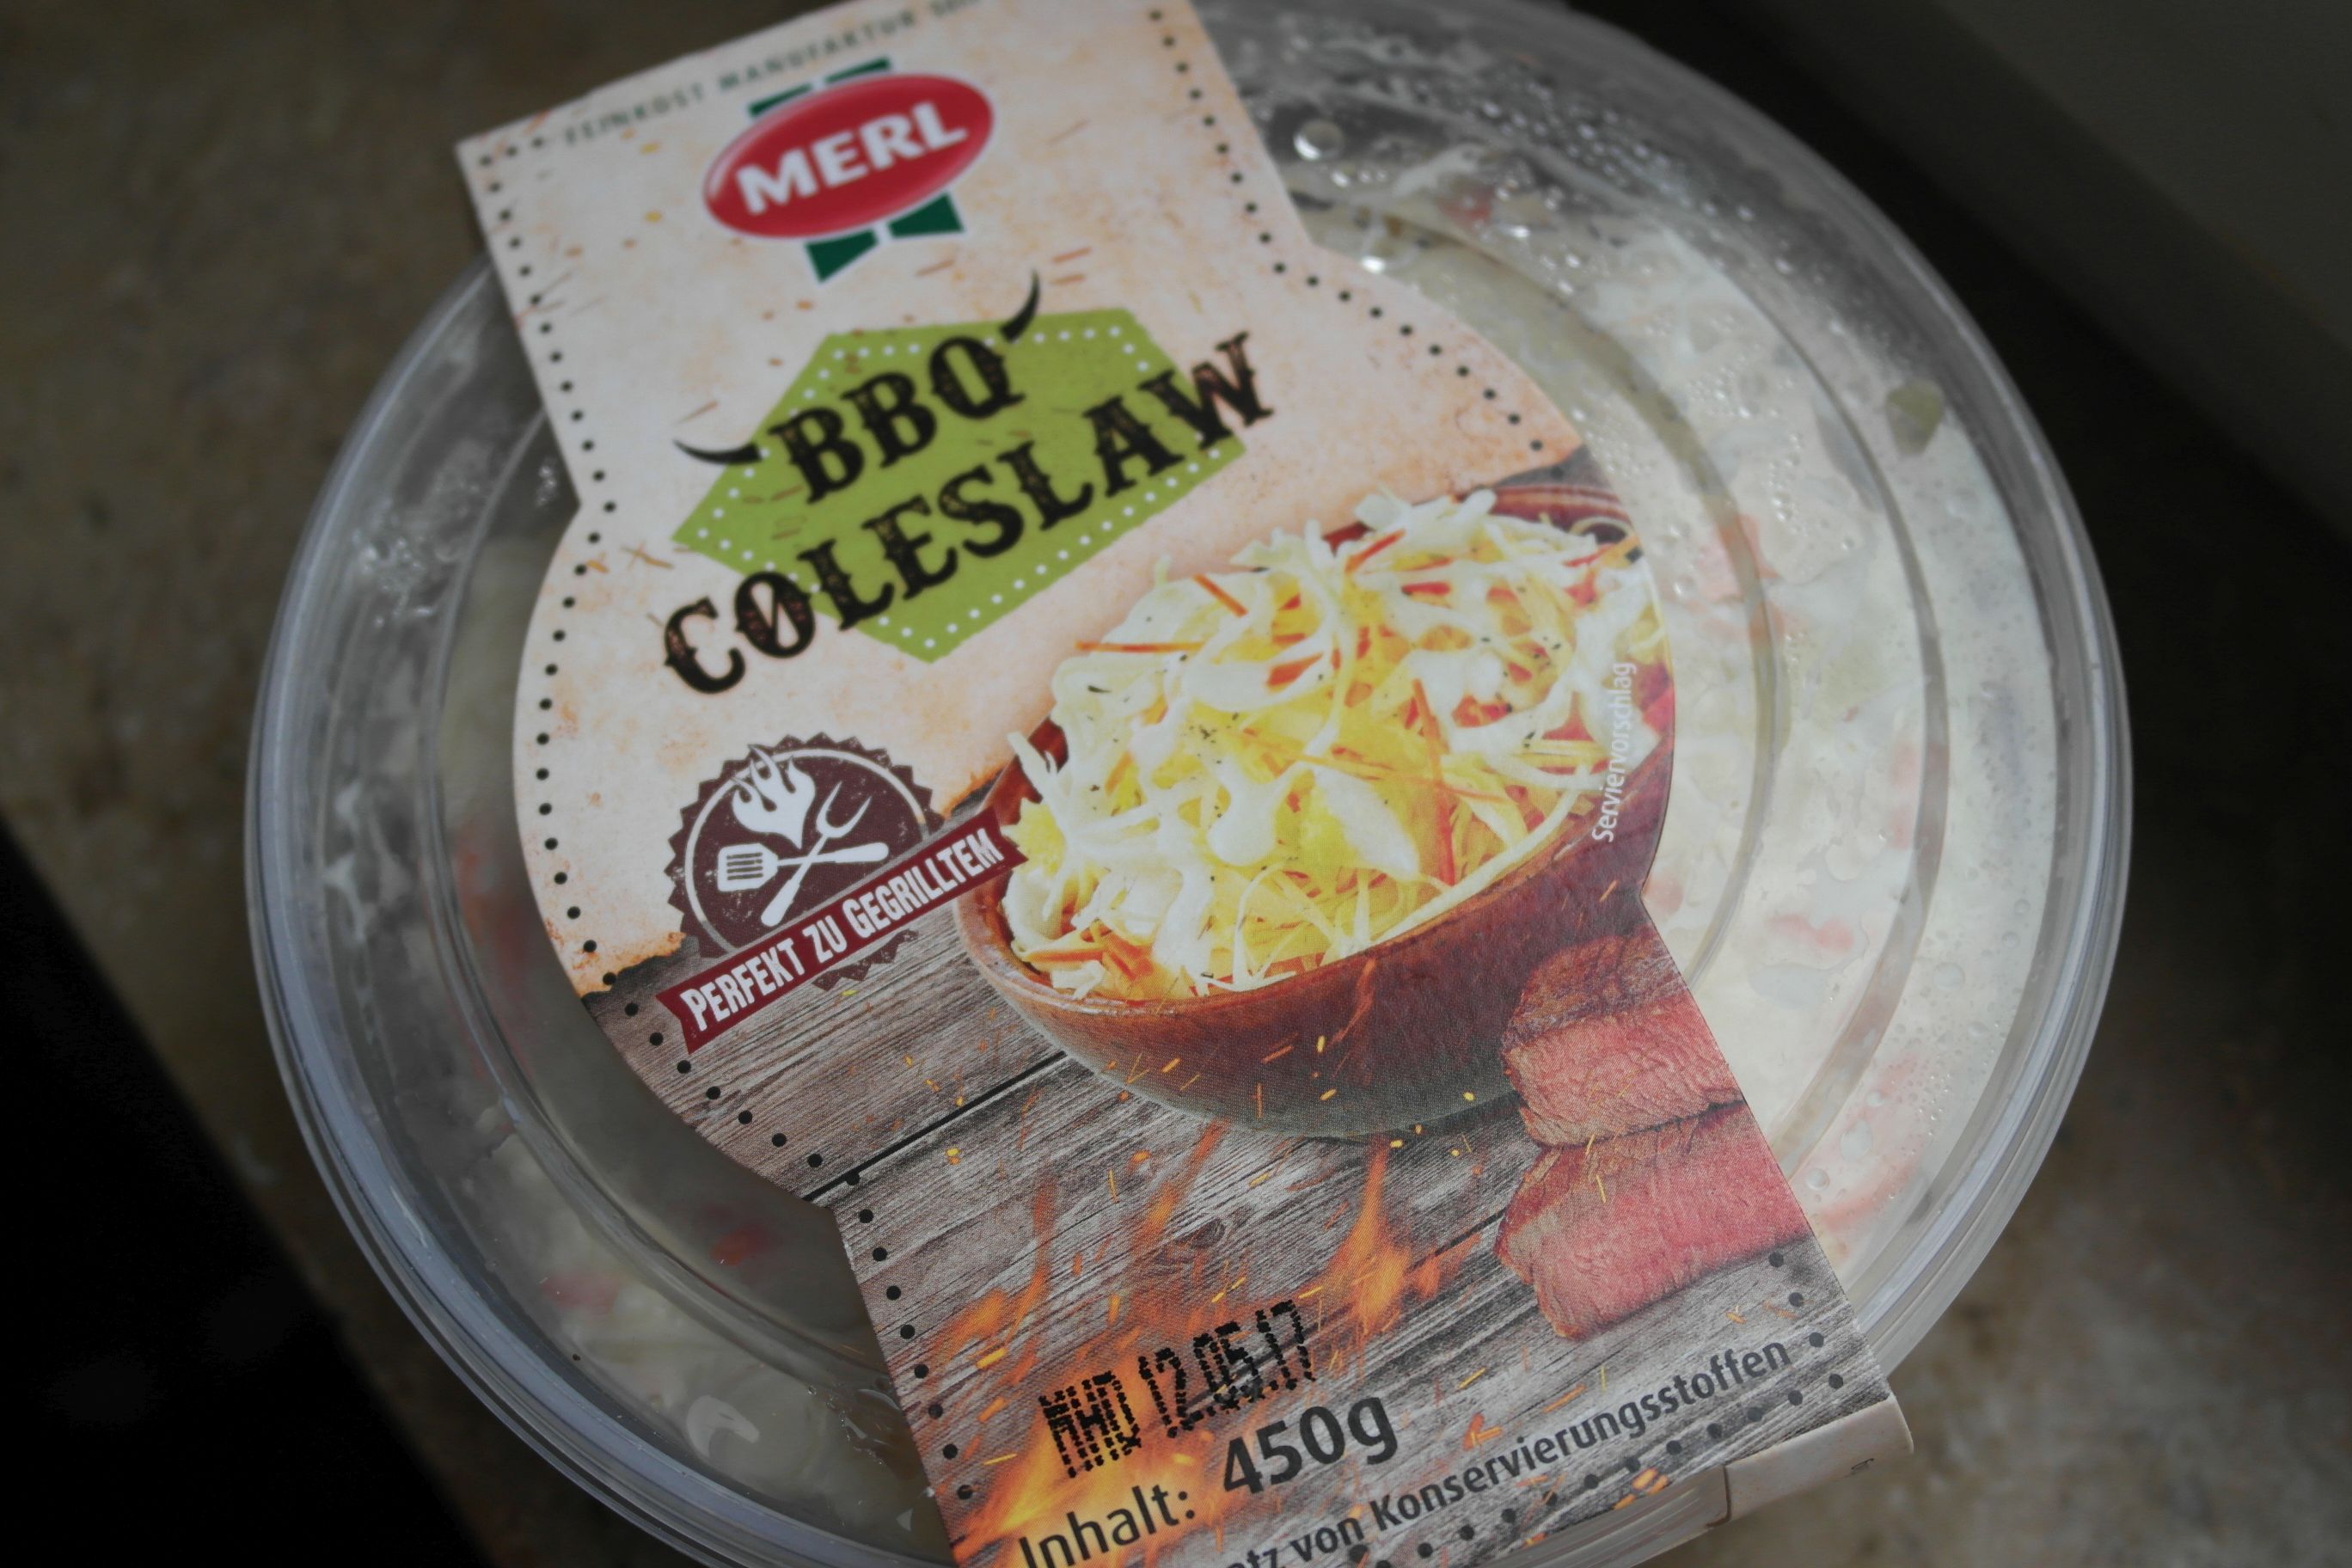 FEINKOST MANUFAKTUR
MERL
BBQ
COLESLAW
PERFEKT ZU GEGRILLTEM
Serviervorschlag
MHD 12.05.17
Inhalt: 450g
von Konservierungsstoffen